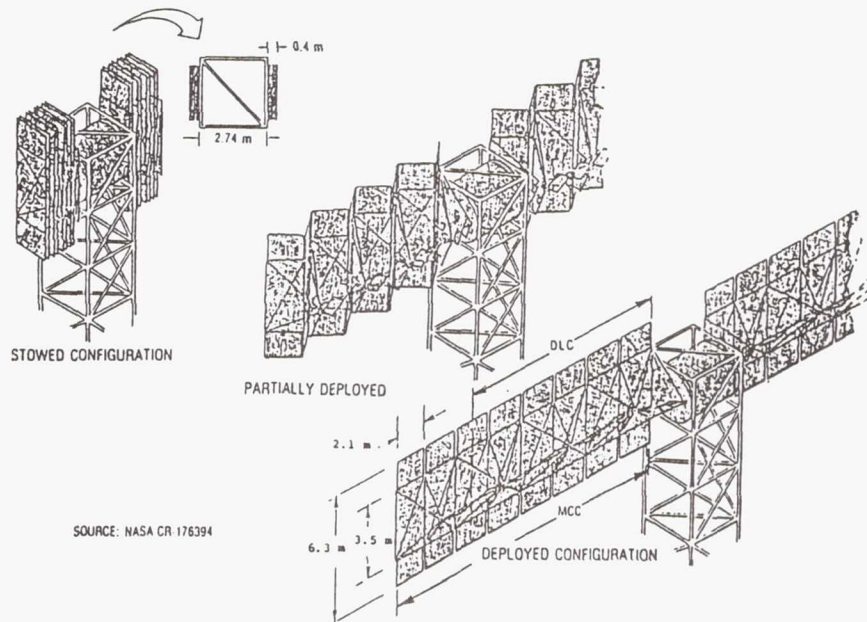 0.4 m
2.74 m
STOWED CONFIGURATION
PARTIALLY DEPLOYED
DLC
2.1 m
MCC
3.5 m
6.3 m
SOURCE: NASA CR-176394
DEPLOYED CONFIGURATION